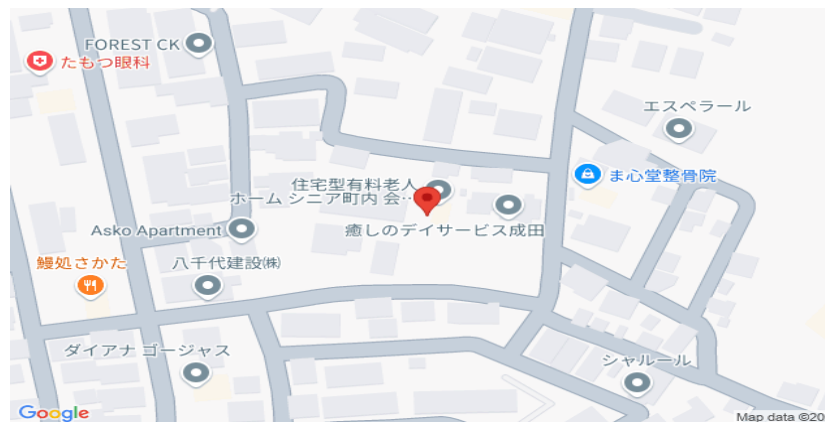 FOREST CK
たもつ眼科
エスペラール
ま心堂整骨院
住宅型有料老人
ホーム シニア町内 会…
癒しのデイサービス成田
Asko Apartment
鰻処さかた
八千代建設㈱
ダイアナ ゴージャス
シャルール
Google
Map data ©20